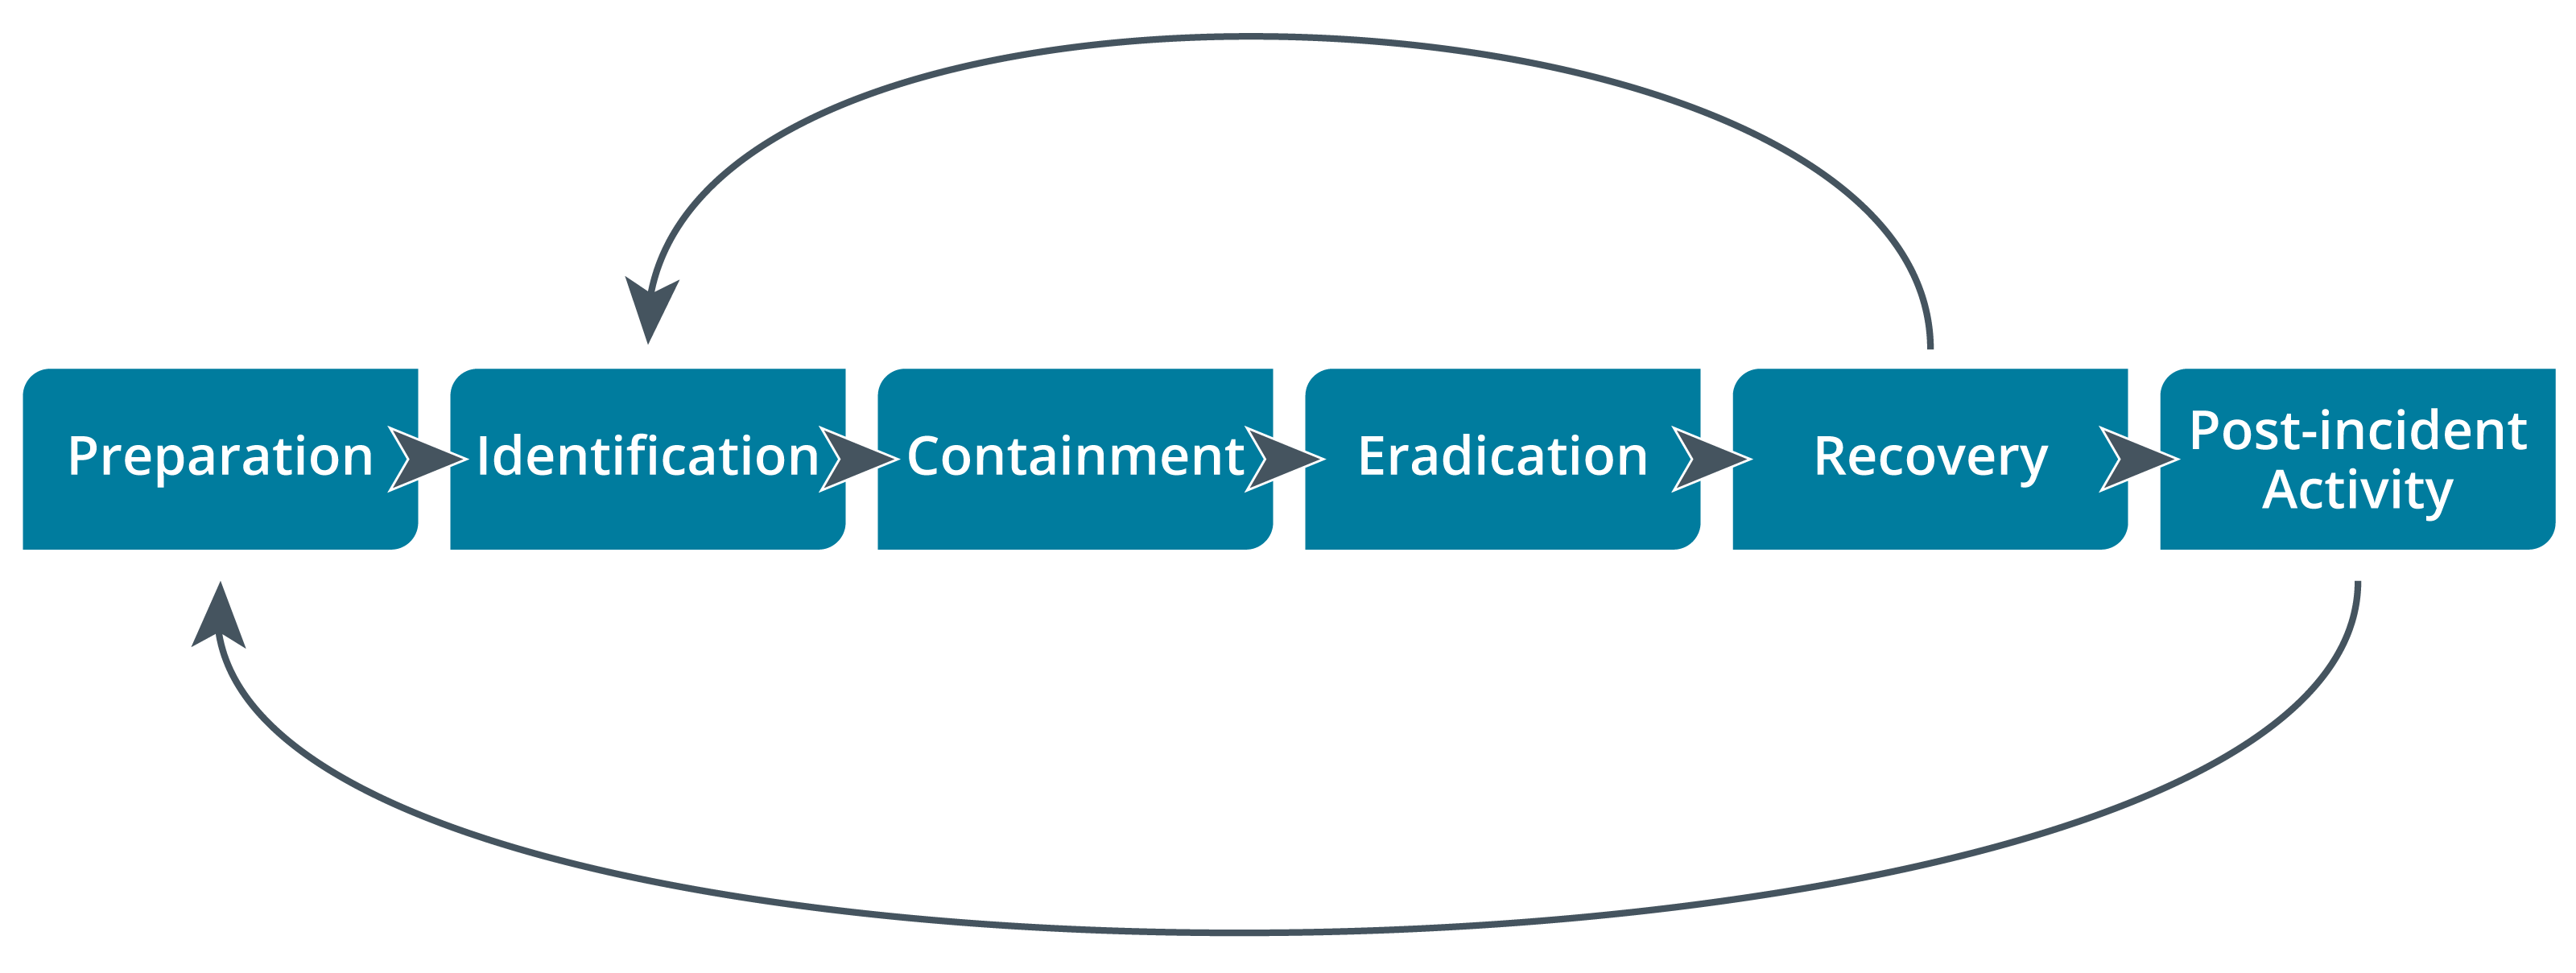 Preparation
Identification
Containment
Eradication
Recovery
Post-incident
Activity